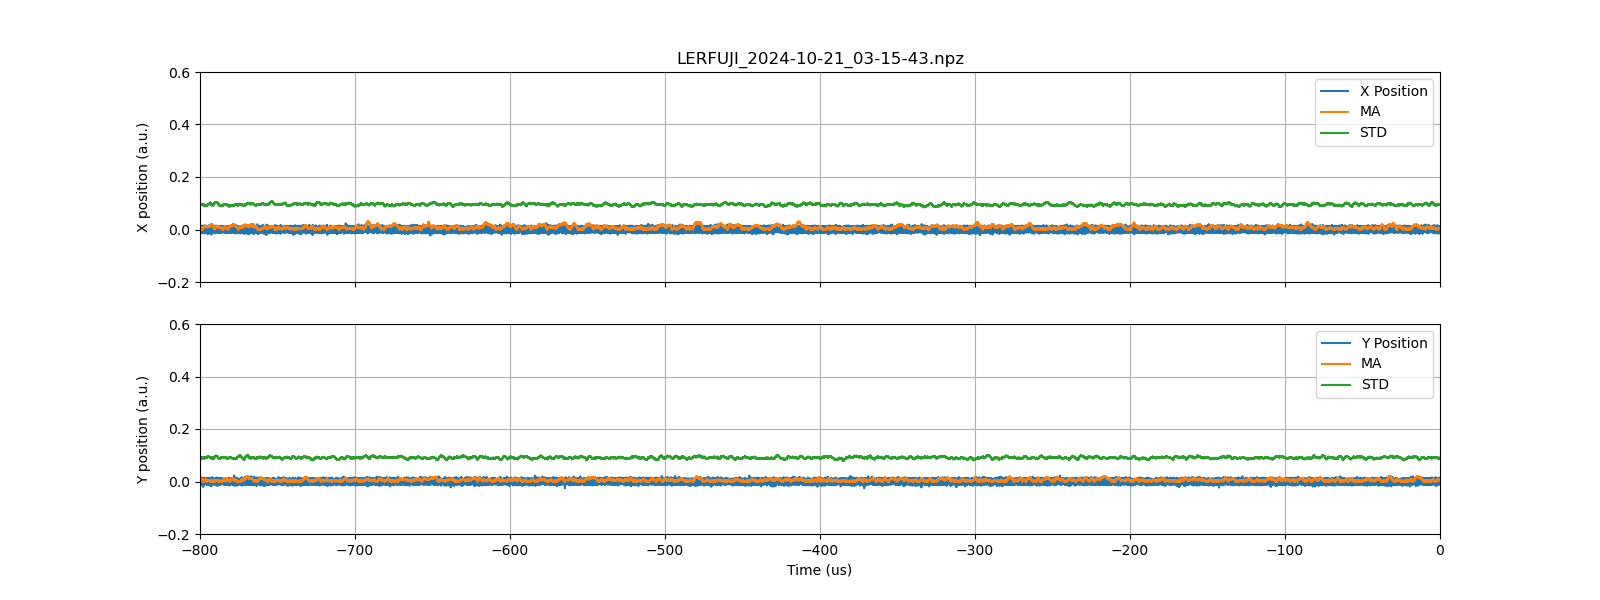 LERFUJI_2024-10-21_03-15-43.npz
X position (a.u.)
0.6
0.4
0.2
0.0
−0.2
X Position
MA
STD
Y position (a.u.)
0.6
0.4
0.2
0.0
−0.2
Y Position
MA
STD
−800 −700 −600 −500 −400 −300 −200 −100 0
Time (us)